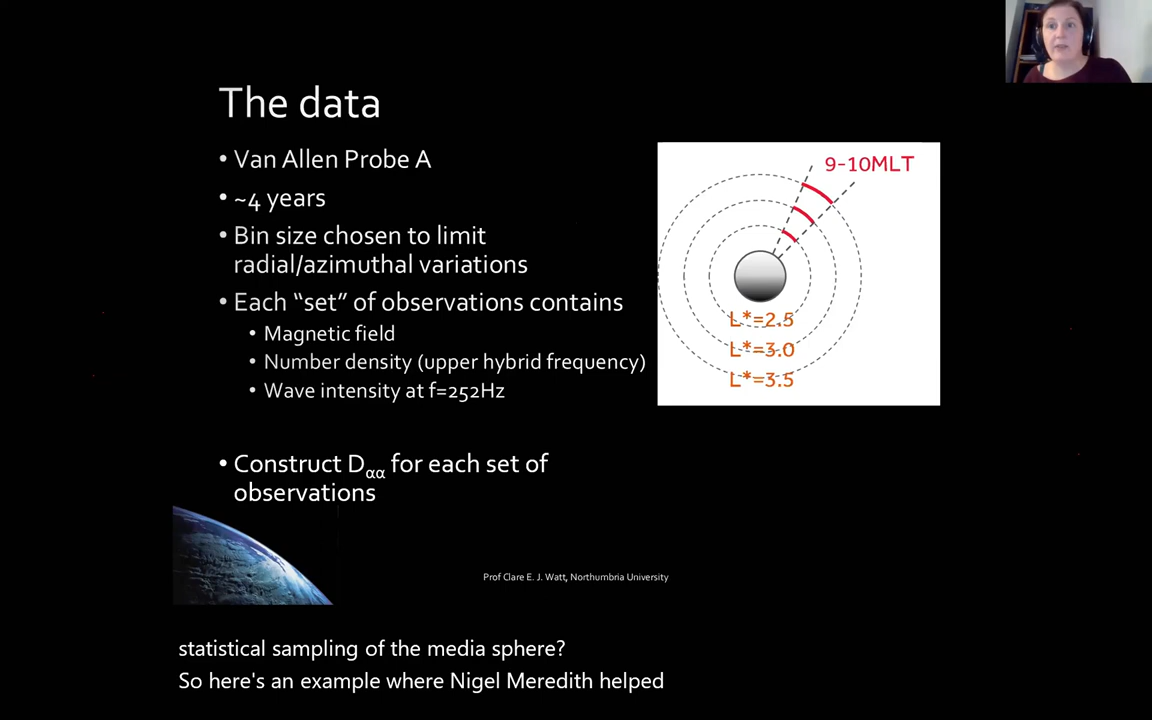 The data
• Van Allen Probe A
• ~4 years
• Bin size chosen to limit
radial/azimuthal variations
• Each “set” of observations contains
• Magnetic field
• Number density (upper hybrid frequency)
• Wave intensity at f=252Hz
• Construct Dαα for each set of
observations
9-10MLT
L*=2.5
L*=3.0
L*=3.5
Prof Clare E. J. Watt, Northumbria University
statistical sampling of the media sphere?
So here's an example where Nigel Meredith helped